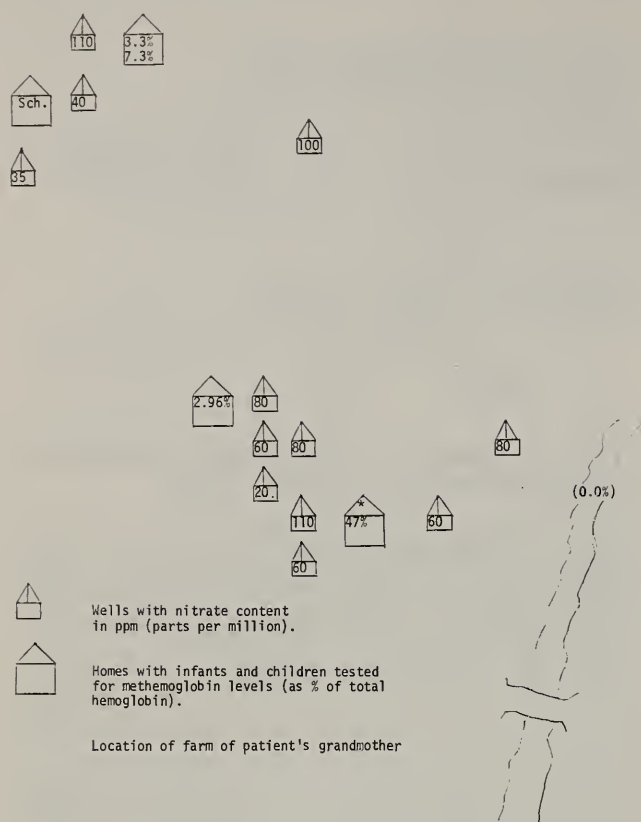 110
3.3%
7.3%
Sch.
40
100
35
2.96%
80
60
80
80
20.
(0.0%)
110
*
47%
60
60
Wells with nitrate content
in ppm (parts per million).
Homes with infants and children tested
for methemoglobin levels (as % of total
hemoglobin).
Location of farm of patient's grandmother